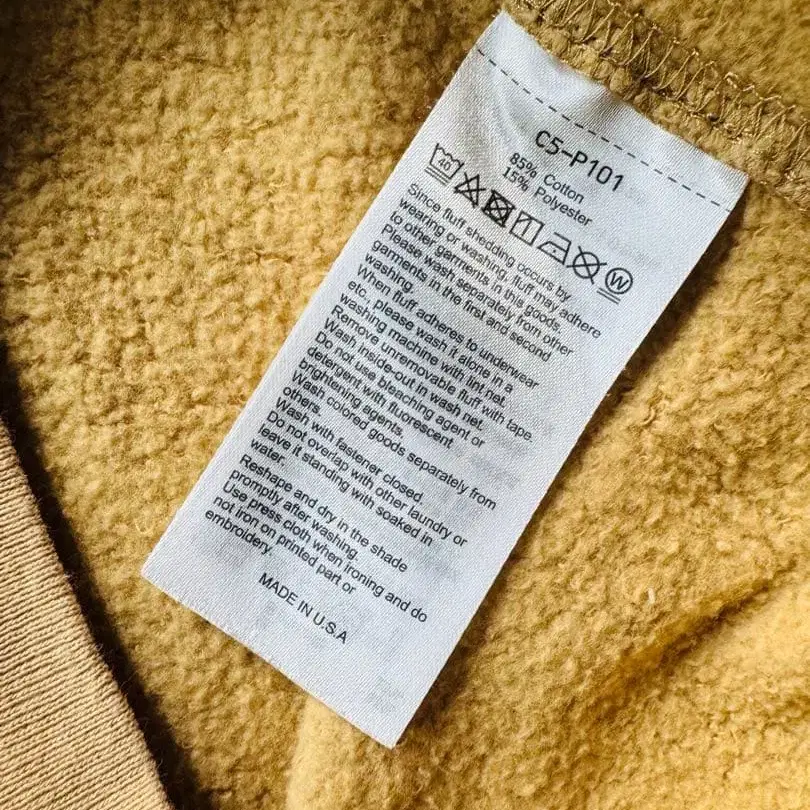 C5-P101
85% Cotton
15% Polyester
40
W
Since fluff shedding occurs by
wearing or washing, fluff may adhere
to other garments in this goods.
Please wash separately from other
garments in the first and second
washing.
When fluff adheres to underwear
etc., please wash it alone in a
washing machine with lint net.
Remove unremovable fluff with tape.
Wash inside-out in wash net.
Do not use bleaching agent or
detergent with fluorescent
brightening agents.
Wash colored goods separately from
others.
Wash with fastener closed.
Do not overlap with other laundry or
leave it standing with soaked in
water.
Reshape and dry in the shade
promptly after washing.
Use press cloth when ironing and do
not iron on printed part or
embroidery.
MADE IN U.S.A